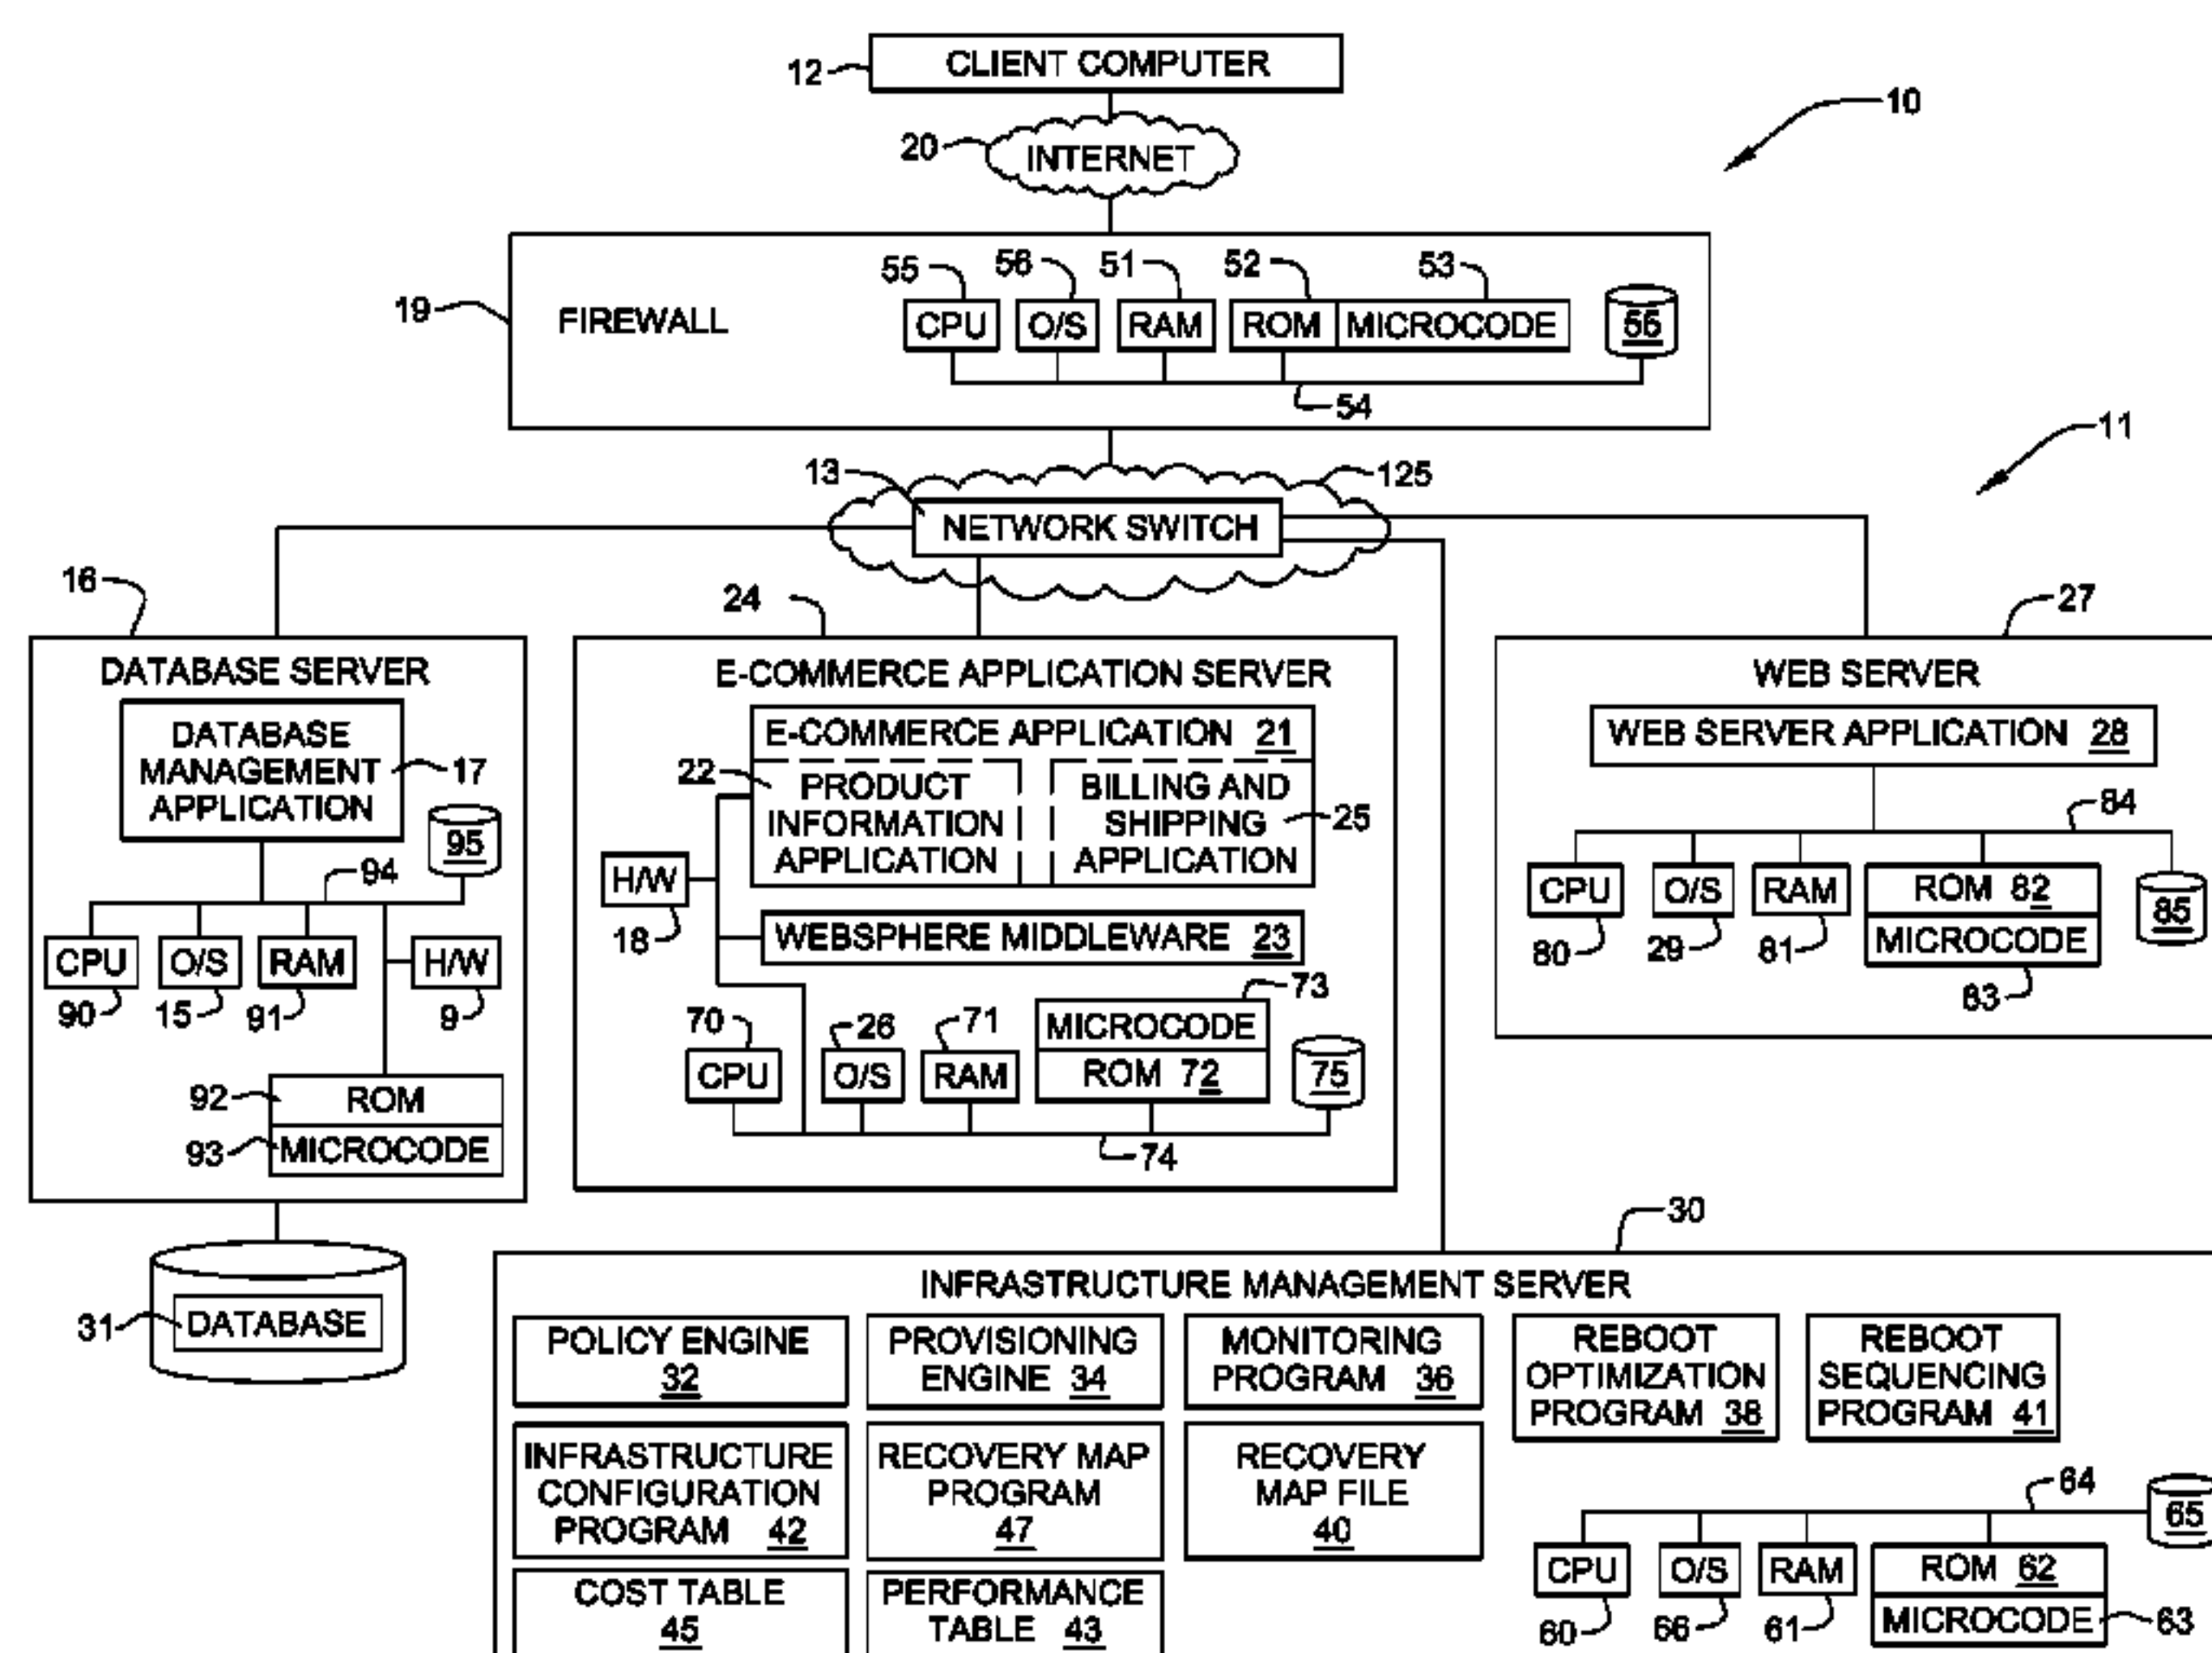 CLIENT COMPUTER
12
10
20
INTERNET
FIREWALL
19
55
56
51
52
53
CPU
O/S
RAM
ROM
MICROCODE
55
54
11
13
125
NETWORK SWITCH
16
24
27
DATABASE SERVER
DATABASE
MANAGEMENT
APPLICATION
17
95
94
CPU
O/S
RAM
H/W
90
15
91
9
92
ROM
93
MICROCODE
31
DATABASE
E-COMMERCE APPLICATION SERVER
E-COMMERCE APPLICATION 21
22
PRODUCT
INFORMATION
APPLICATION
BILLING AND
SHIPPING
APPLICATION
25
H/W
18
WEBSPHERE MIDDLEWARE 23
73
70
26
71
MICROCODE
CPU
O/S
RAM
ROM 72
75
74
WEB SERVER
WEB SERVER APPLICATION 28
84
CPU
O/S
RAM
ROM 82
MICROCODE
85
80
29
81
83
30
INFRASTRUCTURE MANAGEMENT SERVER
POLICY ENGINE
32
PROVISIONING
ENGINE 34
MONITORING
PROGRAM 36
REBOOT
OPTIMIZATION
PROGRAM 38
REBOOT
SEQUENCING
PROGRAM 41
INFRASTRUCTURE
CONFIGURATION
PROGRAM 42
RECOVERY MAP
PROGRAM
47
RECOVERY
MAP FILE
40
COST TABLE
45
PERFORMANCE
TABLE 43
64
65
CPU
O/S
RAM
ROM 62
MICROCODE
60
66
61
63